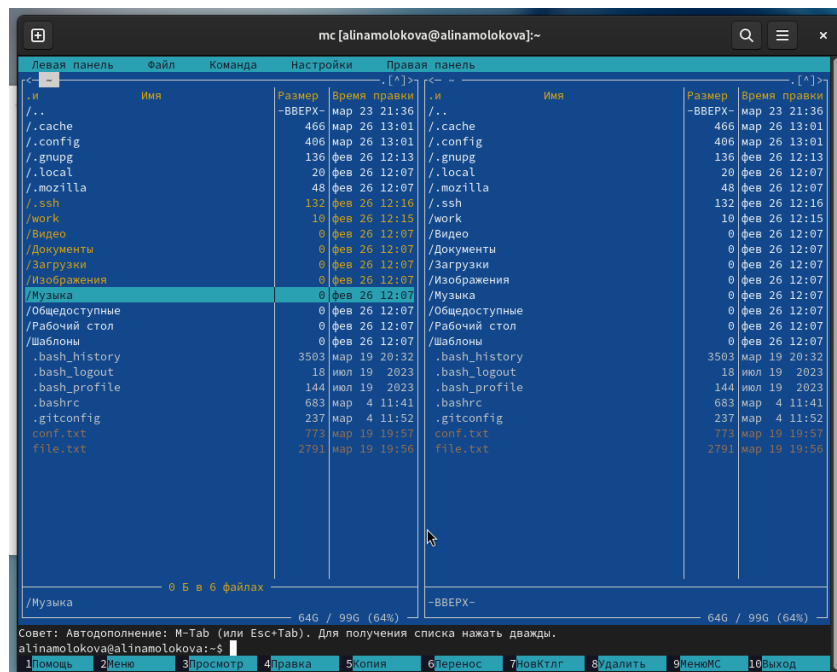 mc [alinamolokova@alinamolokova]:~
Левая панель Файл Команда Настройки Правая панель
<— ~ .[^]> <— ~ .[^]>
.и Имя Размер Время правки .и Имя Размер Время правки
/.. -ВВЕРХ- мар 23 21:36 /.. -ВВЕРХ- мар 23 21:36
/.cache 466 мар 26 13:01 /.cache 466 мар 26 13:01
/.config 406 мар 26 13:01 /.config 406 мар 26 13:01
/.gnupg 136 фев 26 12:13 /.gnupg 136 фев 26 12:13
/.local 20 фев 26 12:07 /.local 20 фев 26 12:07
/.mozilla 48 фев 26 12:07 /.mozilla 48 фев 26 12:07
/.ssh 132 фев 26 12:16 /.ssh 132 фев 26 12:16
/work 10 фев 26 12:15 /work 10 фев 26 12:15
/Видео 0 фев 26 12:07 /Видео 0 фев 26 12:07
/Документы 0 фев 26 12:07 /Документы 0 фев 26 12:07
/Загрузки 0 фев 26 12:07 /Загрузки 0 фев 26 12:07
/Изображения 0 фев 26 12:07 /Изображения 0 фев 26 12:07
/Музыка 0 фев 26 12:07 /Музыка 0 фев 26 12:07
/Общедоступные 0 фев 26 12:07 /Общедоступные 0 фев 26 12:07
/Рабочий стол 0 фев 26 12:07 /Рабочий стол 0 фев 26 12:07
/Шаблоны 0 фев 26 12:07 /Шаблоны 0 фев 26 12:07
.bash_history 3503 мар 19 20:32 .bash_history 3503 мар 19 20:32
.bash_logout 18 июл 19 2023 .bash_logout 18 июл 19 2023
.bash_profile 144 июл 19 2023 .bash_profile 144 июл 19 2023
.bashrc 683 мар 4 11:41 .bashrc 683 мар 4 11:41
.gitconfig 237 мар 4 11:52 .gitconfig 237 мар 4 11:52
conf.txt 773 мар 19 19:57 conf.txt 773 мар 19 19:57
file.txt 2791 мар 19 19:56 file.txt 2791 мар 19 19:56
0 Б в 6 файлах
/Музыка -ВВЕРХ-
64G / 99G (64%) 64G / 99G (64%)
Совет: Автодополнение: M-Tab (или Esc+Tab). Для получения списка нажать дважды.
alinamolokova@alinamolokova:~$
1Помощь 2Меню 3Просмотр 4Правка 5Копия 6Перенос 7НовКтлг 8Удалить 9МенюMC 10Выход